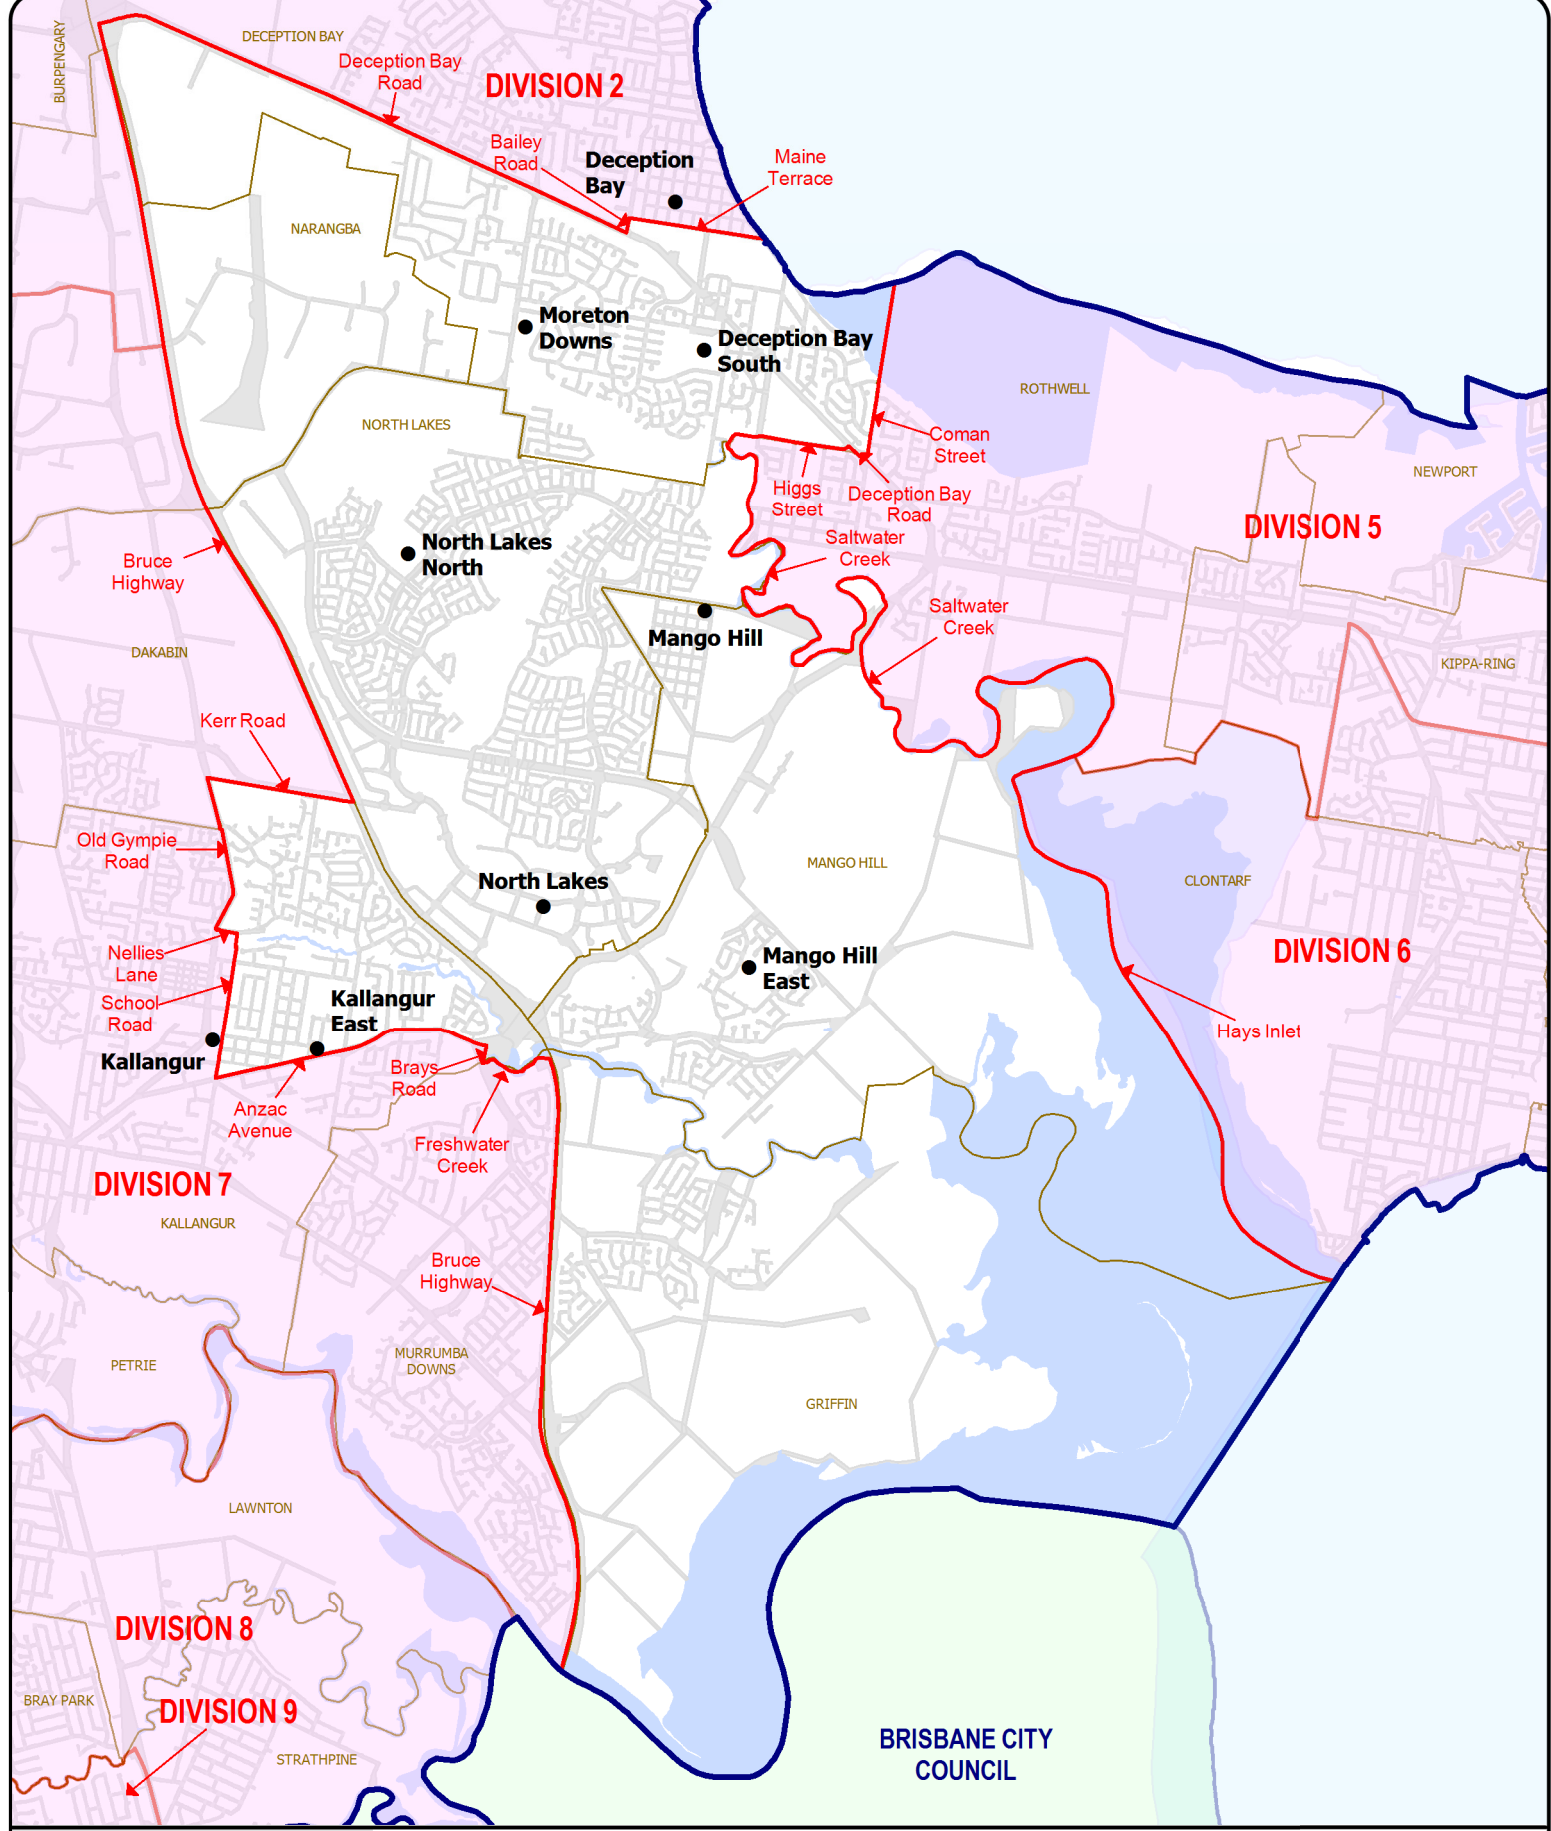 BURPENGARY
DECEPTION BAY
Deception Bay
Road
DIVISION 2
Bailey
Road
Deception
Bay
Maine
Terrace
NARANGBA
Moreton
Downs
Deception Bay
South
ROTHWELL
NORTH LAKES
Coman
Street
NEWPORT
Higgs
Street
Deception Bay
Road
DIVISION 5
North Lakes
North
Saltwater
Creek
Bruce
Highway
Saltwater
Creek
Mango Hill
DAKABIN
KIPPA-RING
Kerr Road
Old Gympie
Road
MANGO HILL
North Lakes
CLONTARF
Nellies
Lane
Mango Hill
East
DIVISION 6
School
Road
Kallangur
East
Hays Inlet
Kallangur
Brays
Road
Anzac
Avenue
Freshwater
Creek
DIVISION 7
KALLANGUR
Bruce
Highway
PETRIE
MURRUMBA
DOWNS
GRIFFIN
LAWNTON
DIVISION 8
BRAY PARK
DIVISION 9
STRATHPINE
BRISBANE CITY
COUNCIL